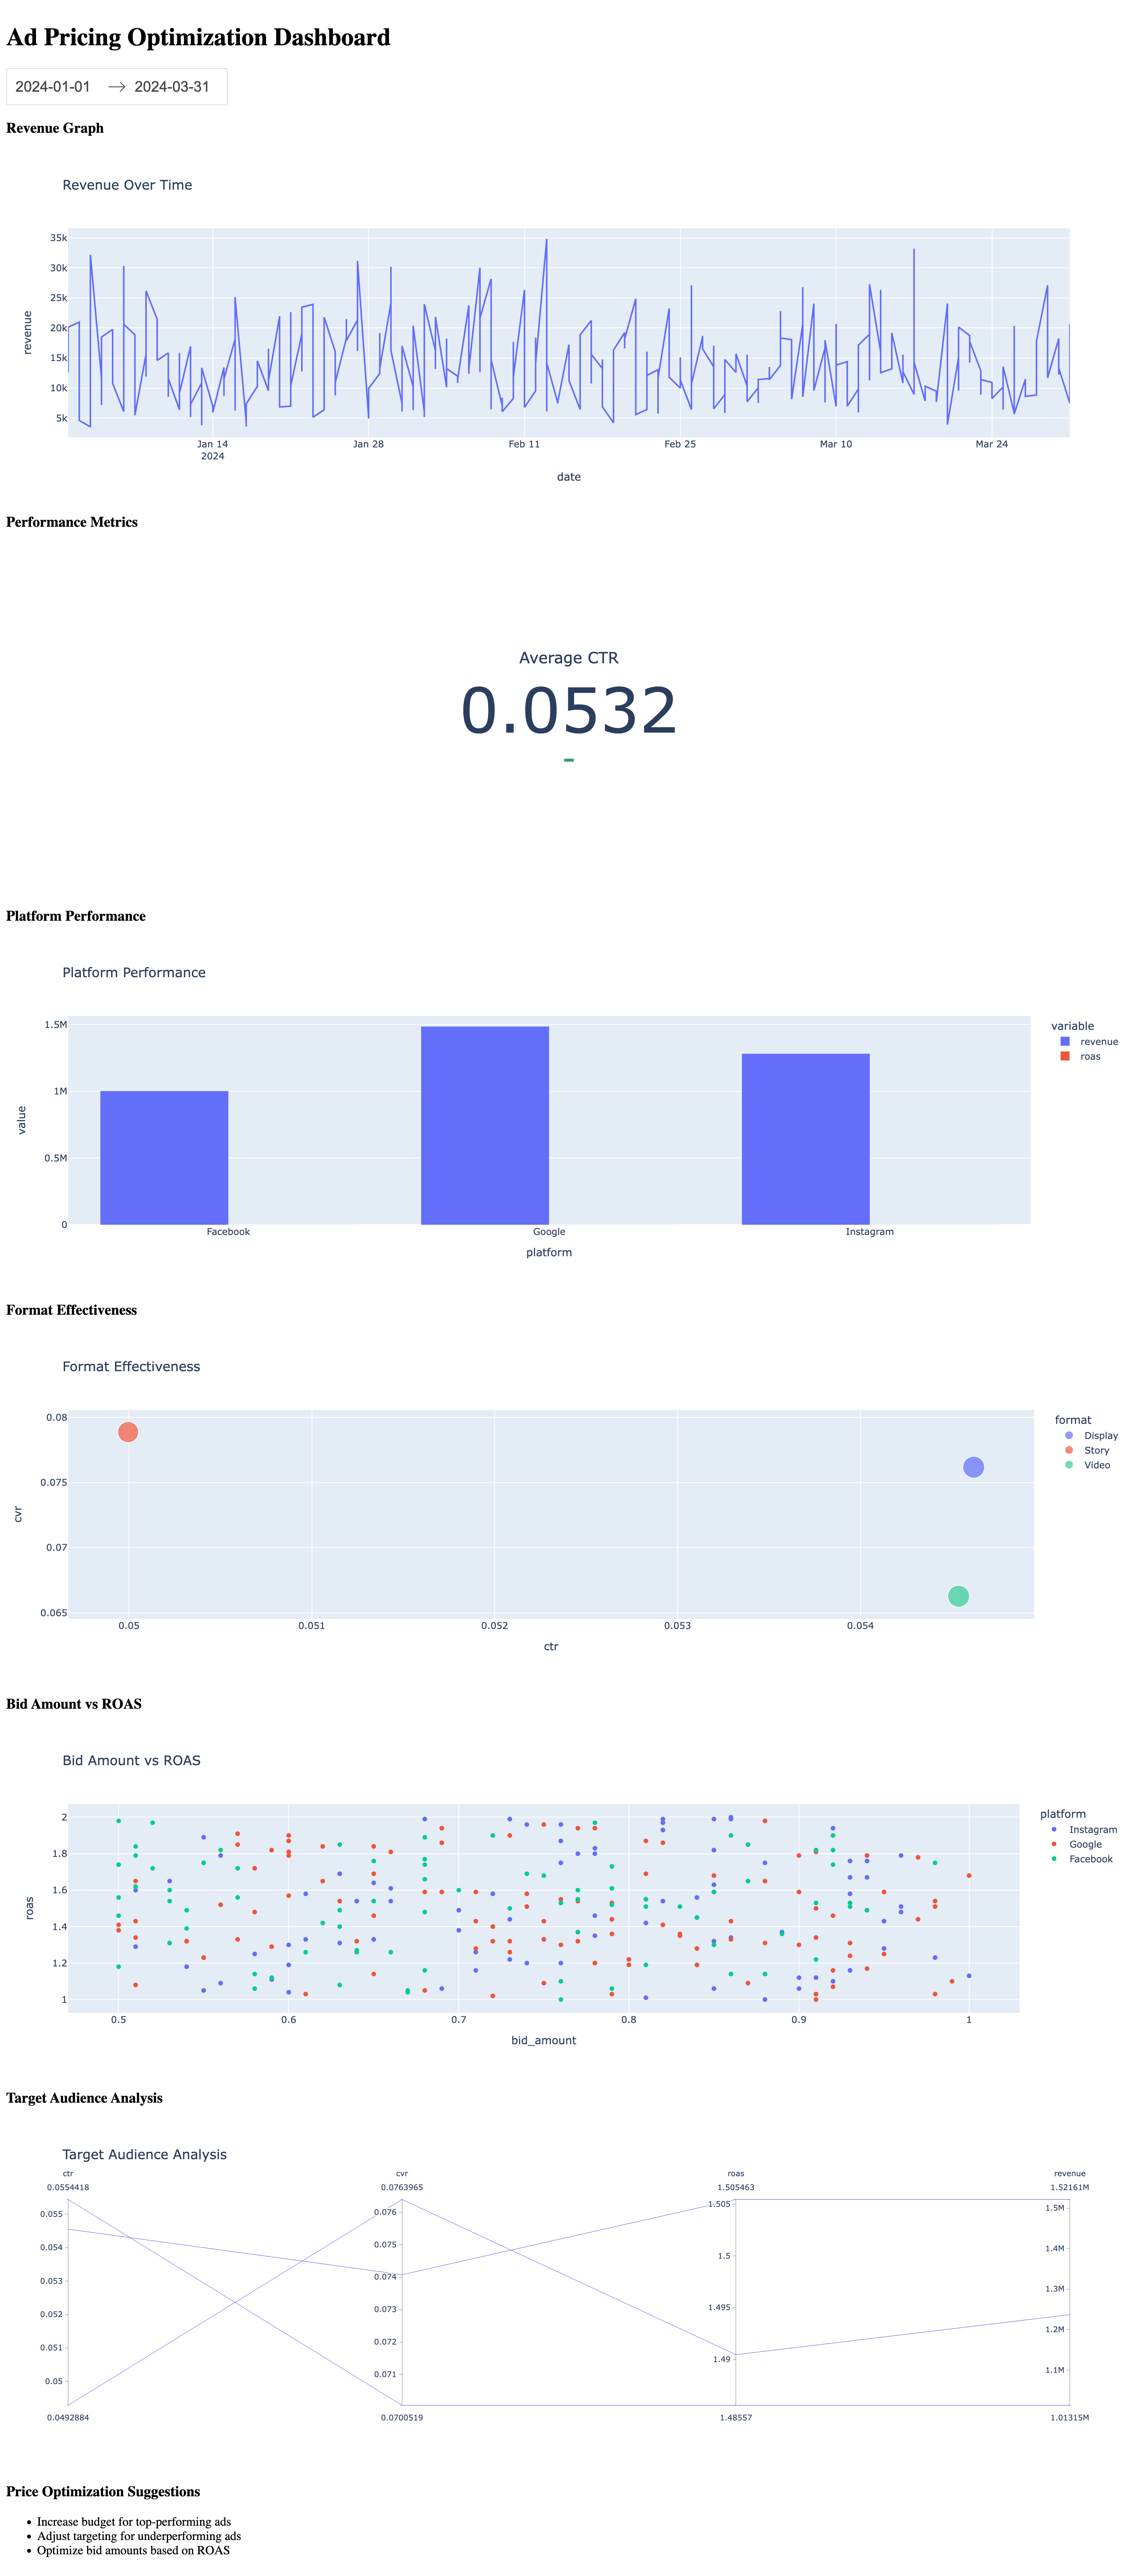 Ad Pricing Optimization Dashboard
2024-01-01 → 2024-03-31
Revenue Graph
Revenue Over Time
35k
30k
25k
20k
15k
10k
5k
revenue
Jan 14
2024
Jan 28
Feb 11
Feb 25
Mar 10
Mar 24
date
Performance Metrics
Average CTR
0.0532
-
Platform Performance
Platform Performance
1.5M
1M
0.5M
0
value
Facebook
Google
Instagram
platform
variable
revenue
roas
Format Effectiveness
Format Effectiveness
0.08
0.075
0.07
0.065
cvr
0.05
0.051
0.052
0.053
0.054
ctr
format
Display
Story
Video
Bid Amount vs ROAS
Bid Amount vs ROAS
2
1.8
1.6
1.4
1.2
1
roas
0.5
0.6
0.7
0.8
0.9
1
bid_amount
platform
Instagram
Google
Facebook
Target Audience Analysis
Target Audience Analysis
ctr
0.0554418
0.055
0.054
0.053
0.052
0.051
0.05
0.0492884
cvr
0.0763965
0.076
0.075
0.074
0.073
0.072
0.071
0.0700519
roas
1.505463
1.505
1.5
1.495
1.49
1.48557
revenue
1.52161M
1.5M
1.4M
1.3M
1.2M
1.1M
1.01315M
Price Optimization Suggestions
• Increase budget for top-performing ads
• Adjust targeting for underperforming ads
• Optimize bid amounts based on ROAS